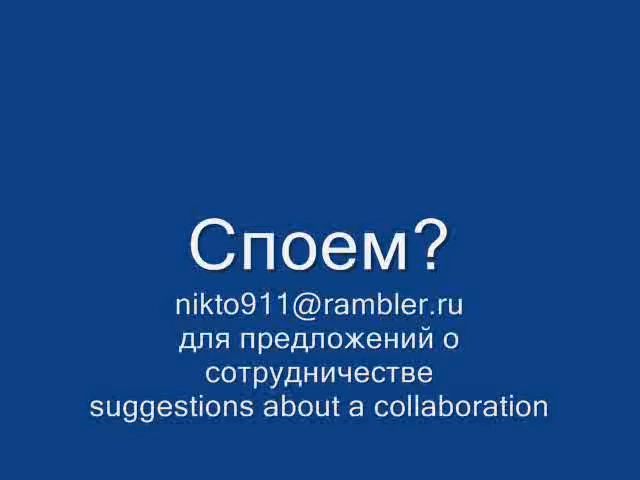 Споем?
nikto911@rambler.ru
для предложений о
сотрудничестве
suggestions about a collaboration